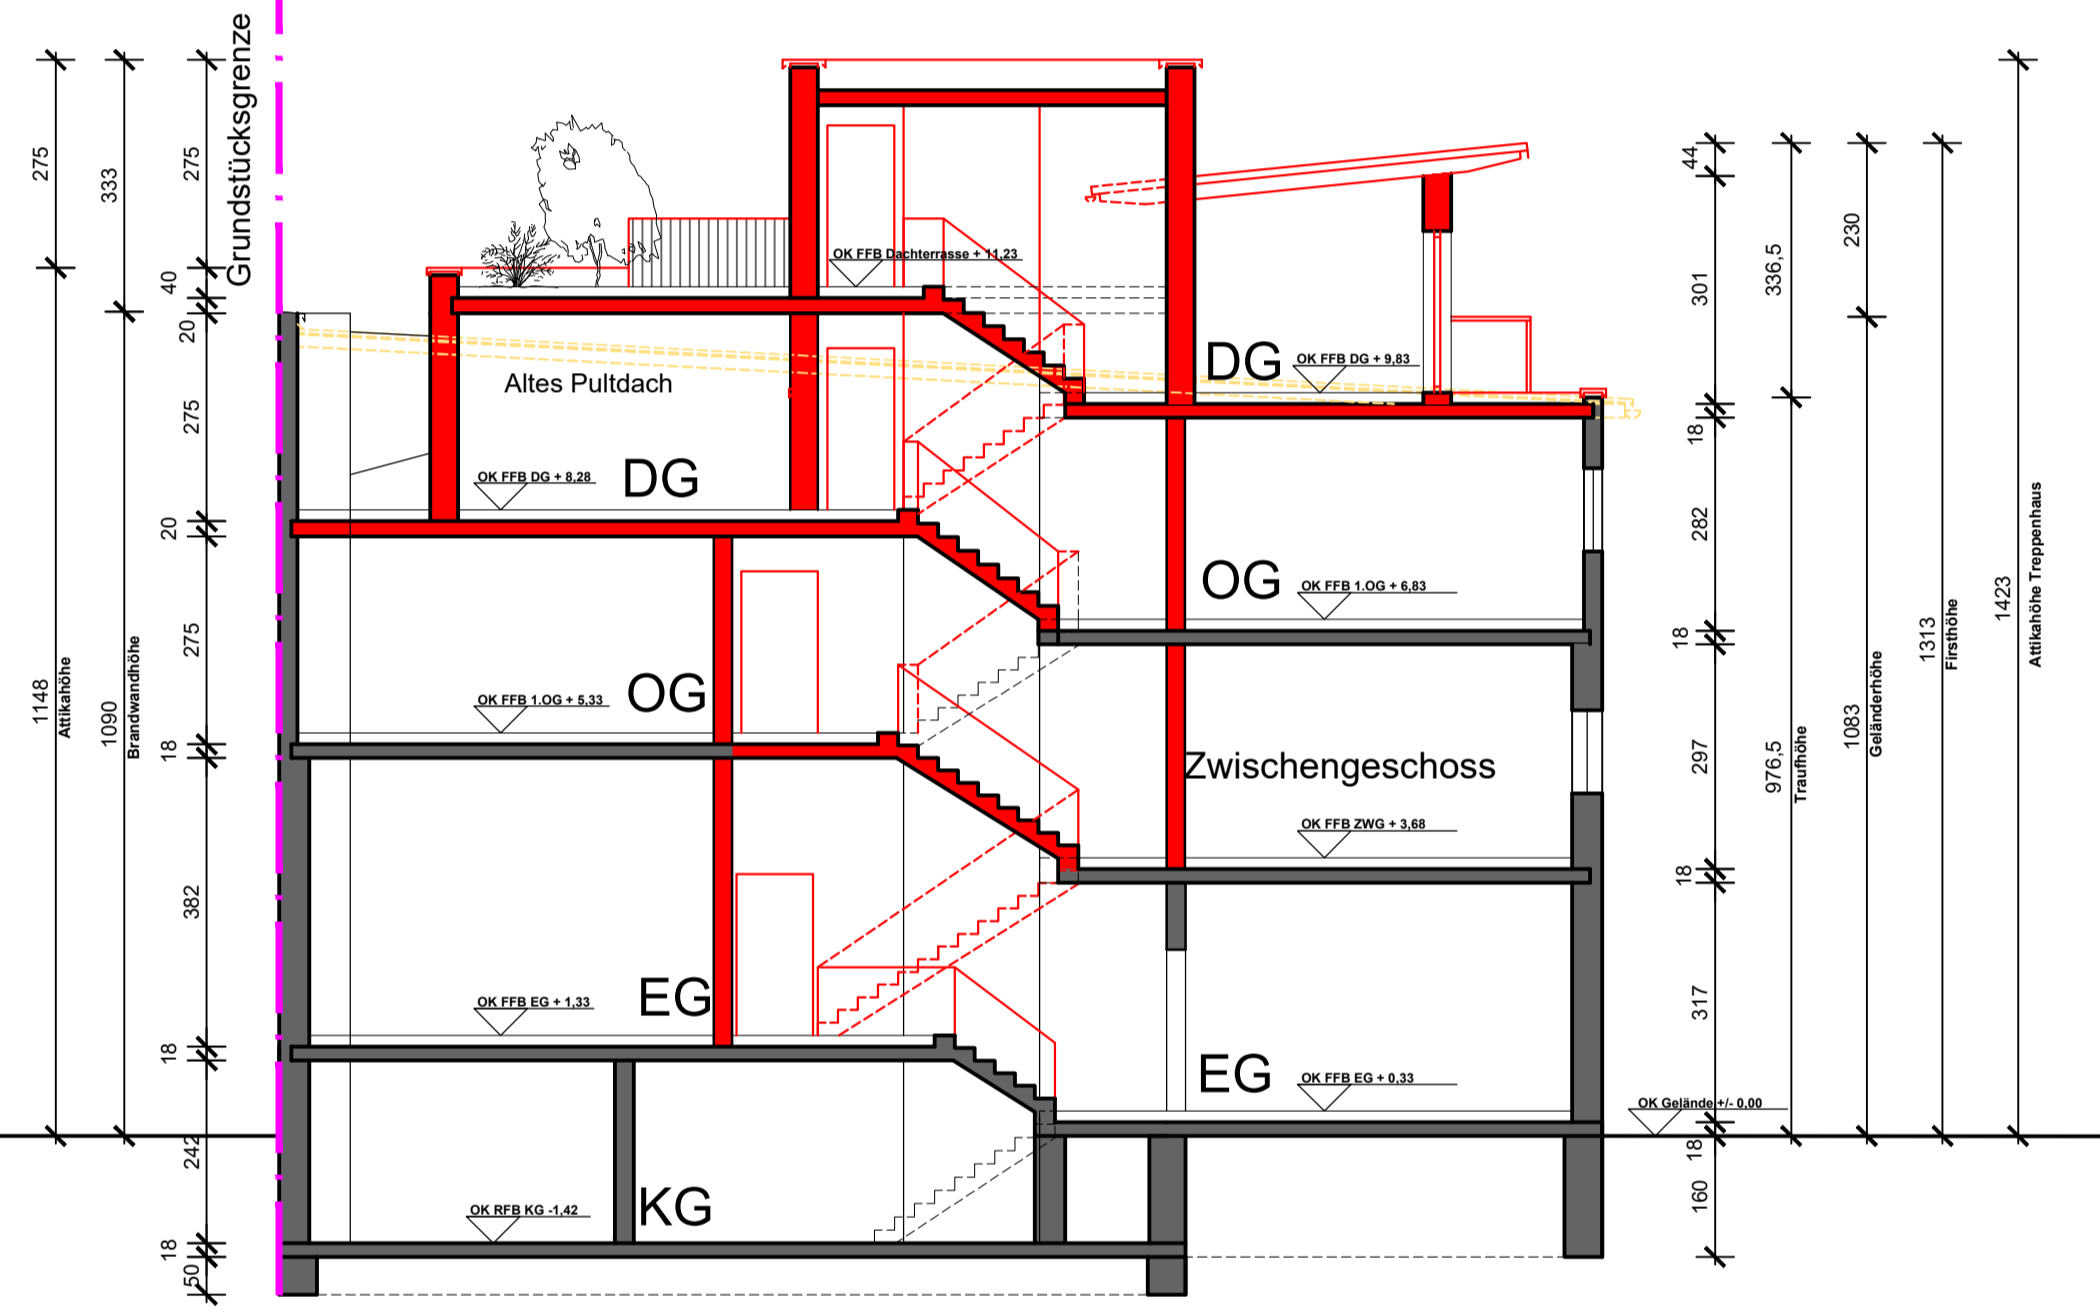 Grundstücksgrenze
275
333
275
40
20
275
20
275
18
382
18
242
18
50
1148
Attikahöhe
1090
Brandwandhöhe
OK FFB Dachterrasse + 11,23
Altes Pultdach
DG
OK FFB DG + 9,83
DG
OK FFB DG + 8,28
OG
OK FFB 1.OG + 6,83
OG
OK FFB 1.OG + 5,33
Zwischengeschoss
OK FFB ZWG + 3,68
EG
OK FFB EG + 1,33
EG
OK FFB EG + 0,33
OK Gelände +/- 0,00
KG
OK RFB KG -1,42
44
301
18
282
18
297
18
317
18
160
336,5
976,5
Traufhöhe
230
1083
Geländerhöhe
1313
Firsthöhe
1423
Attikahöhe Treppenhaus